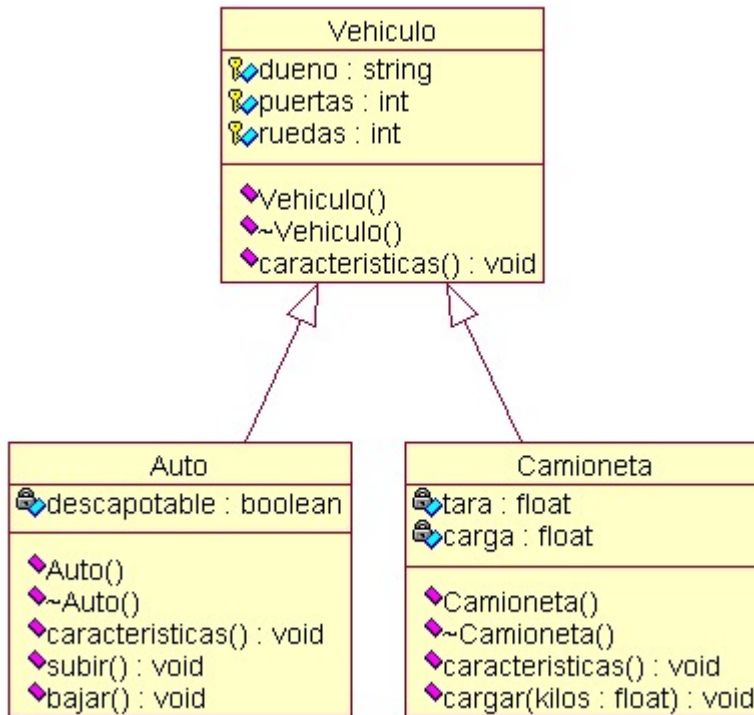 Vehiculo
dueno : string
puertas : int
ruedas : int
Vehiculo()
~Vehiculo()
caracteristicas() : void
Auto
descapotable : boolean
Auto()
~Auto()
caracteristicas() : void
subir() : void
bajar() : void
Camioneta
tara : float
carga : float
Camioneta()
~Camioneta()
caracteristicas() : void
cargar(kilos : float) : void